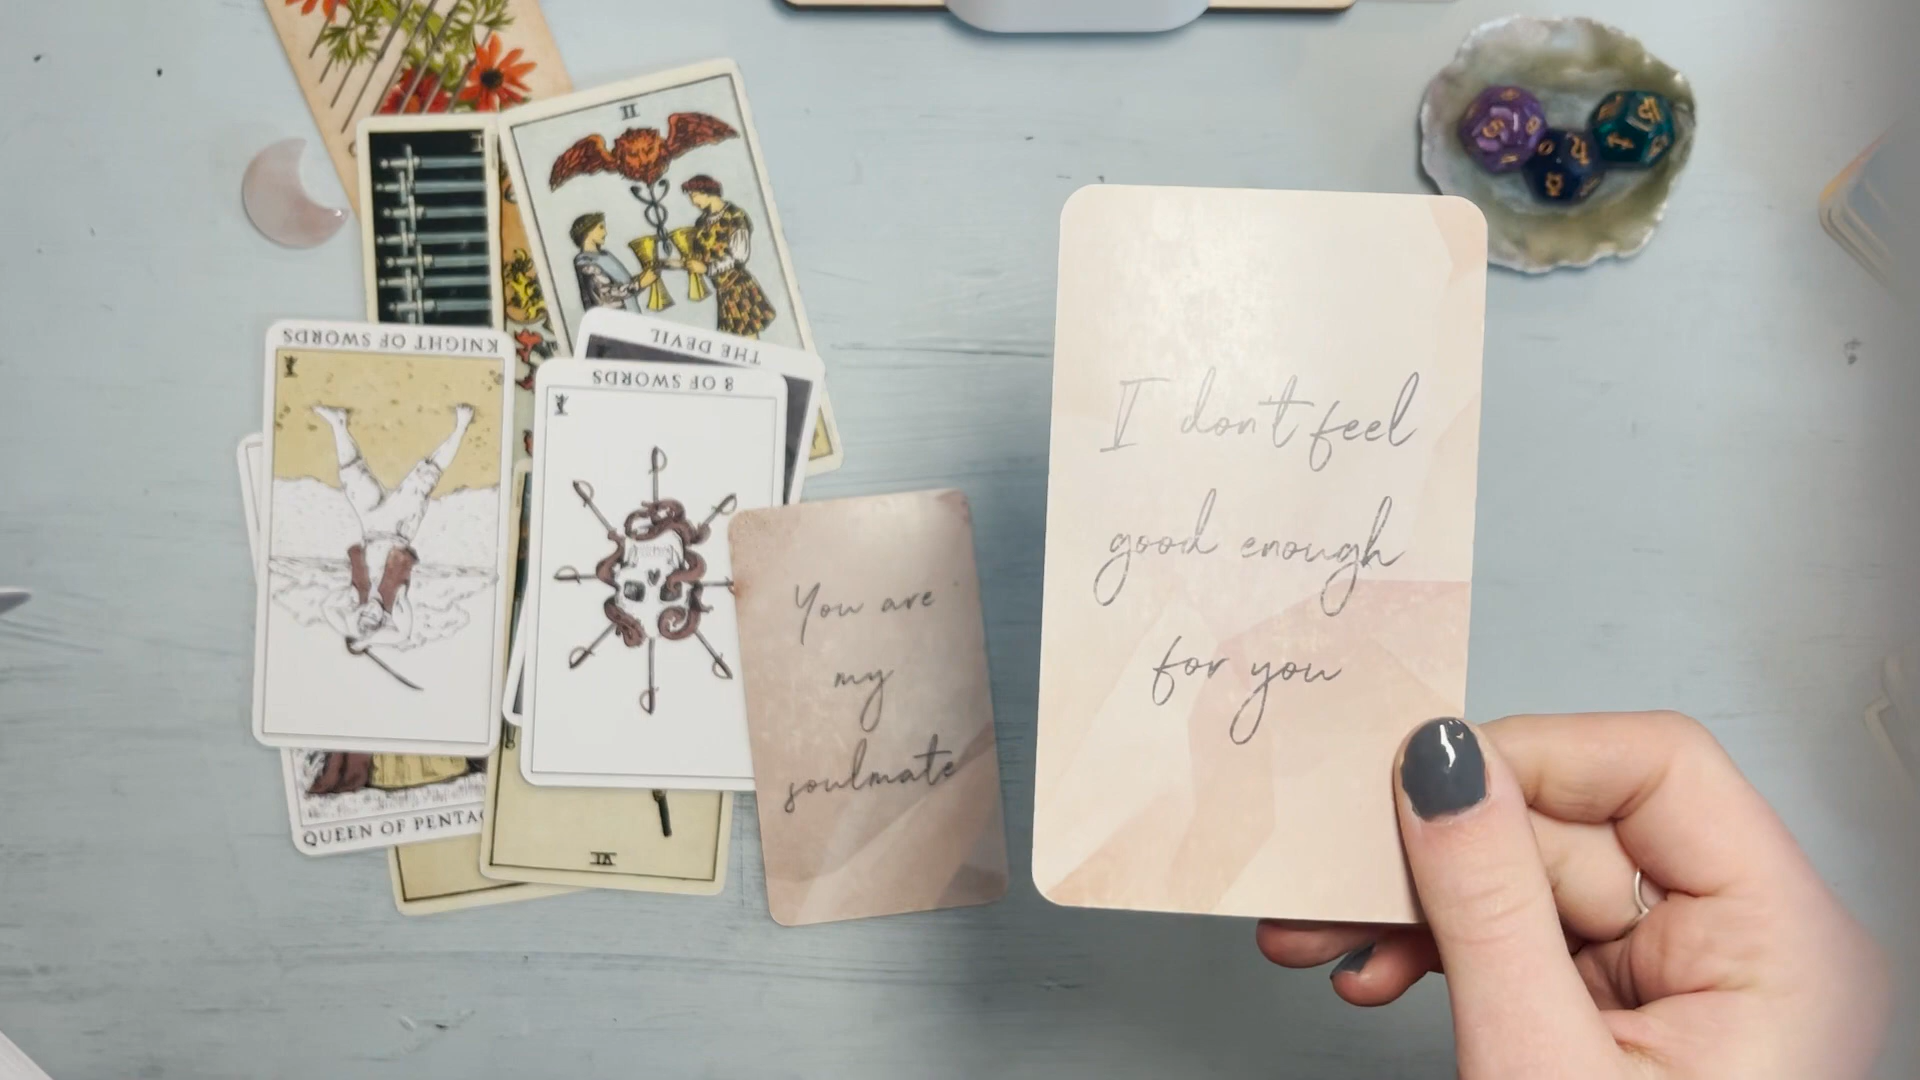 II
KNIGHT OF SWORDS
THE DEVIL
8 OF SWORDS
I don't feel
good enough
for you
You are
my
soulmate
QUEEN OF
VI